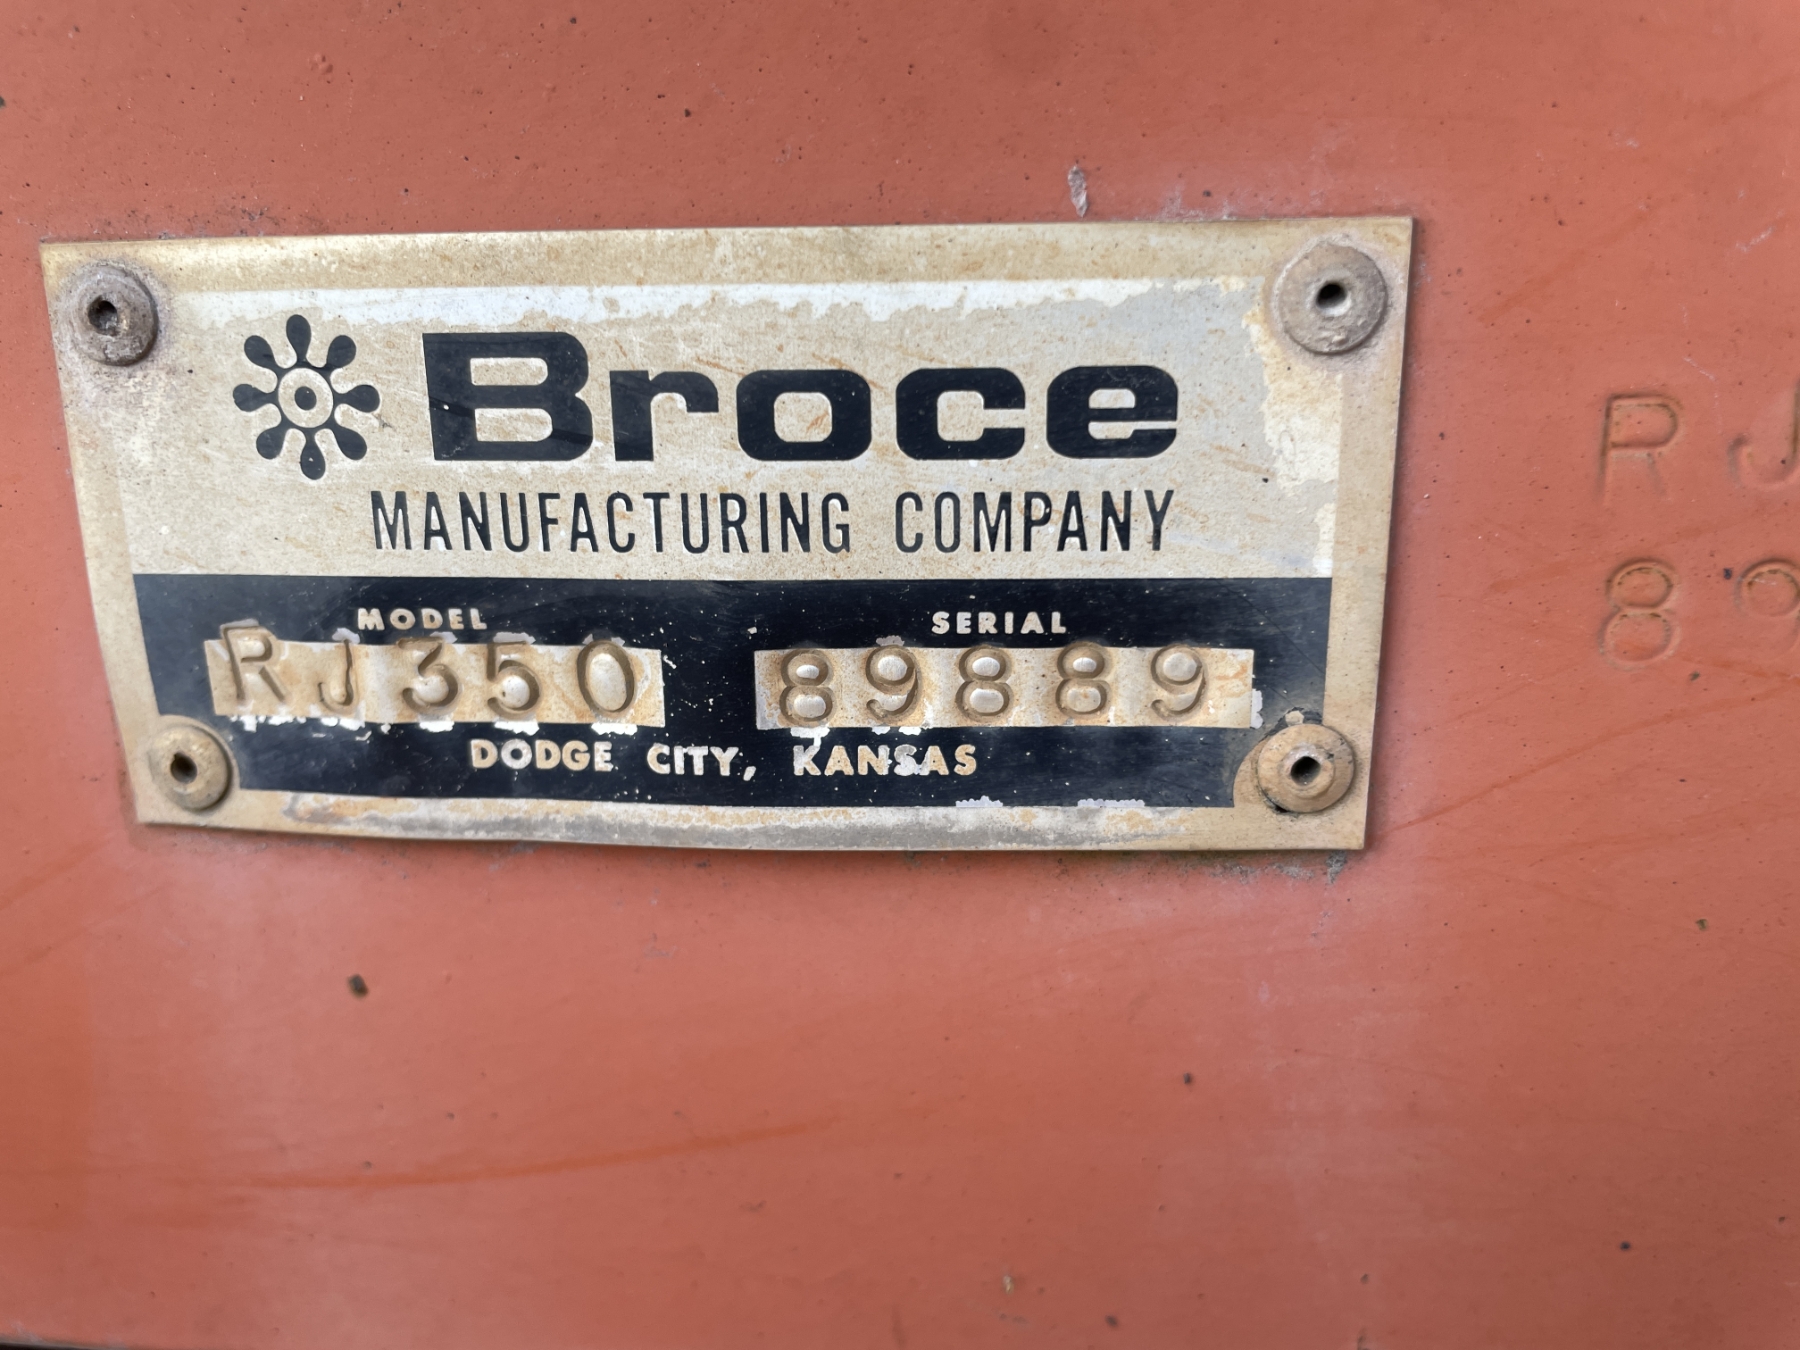 Broce
MANUFACTURING COMPANY
MODEL SERIAL
RJ350 89889
DODGE CITY, KANSAS
RJ
89